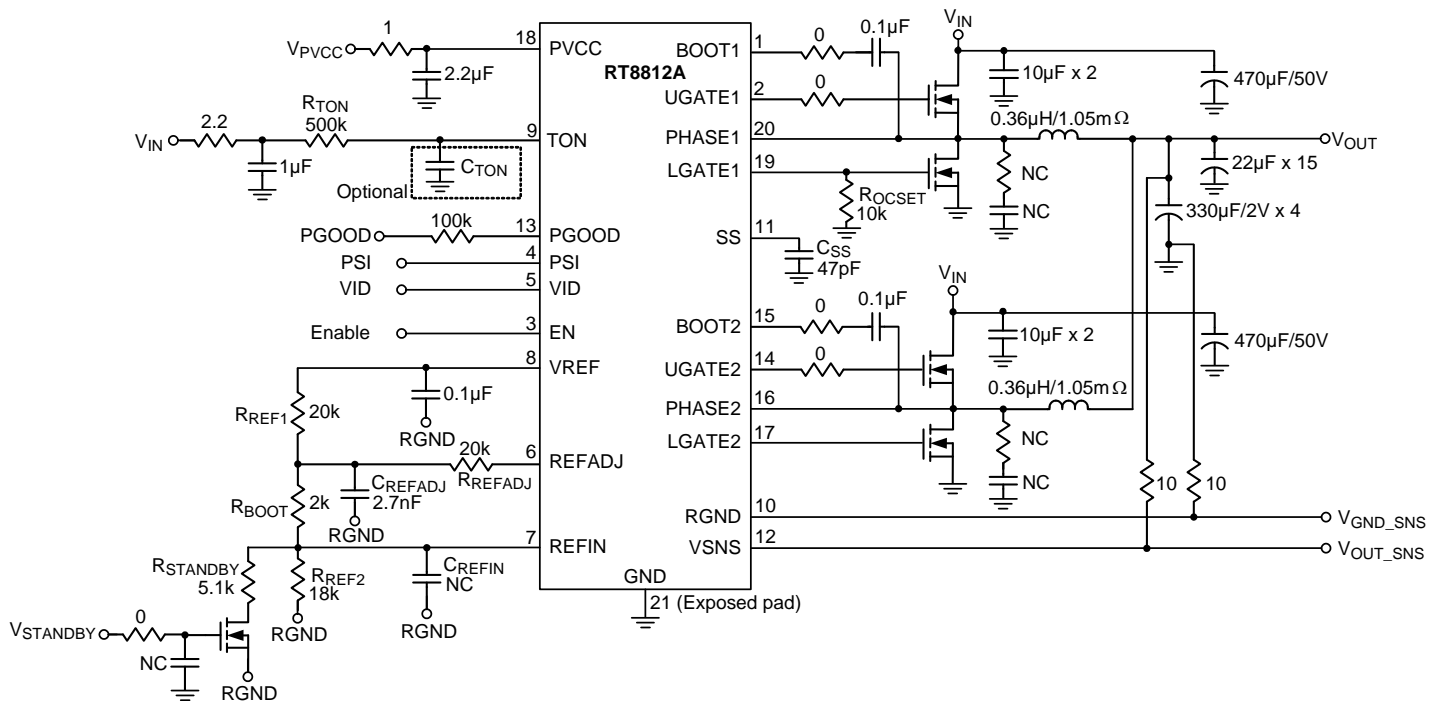 VPVCC
1
18
PVCC
2.2µF
VIN
2.2
RTON
500k
9
TON
1µF
CTON
Optional
PGOOD
100k
13
PGOOD
PSI
4
PSI
VID
5
VID
Enable
3
EN
8
VREF
0.1µF
RGND
RREF1
20k
20k
6
REFADJ
RREFADJ
CREFADJ
2.7nF
RGND
RBOOT
2k
7
REFIN
RSTANDBY
5.1k
RREF2
18k
RGND
CREFIN
NC
RGND
VSTANDBY
0
NC
RGND
RT8812A
GND
21 (Exposed pad)
BOOT1
1
0
0.1µF
VIN
10µF x 2
470µF/50V
UGATE1
2
0
0.36µH/1.05mΩ
PHASE1
20
VOUT
LGATE1
19
ROCSET
10k
NC
NC
22µF x 15
330µF/2V x 4
SS
11
CSS
47pF
VIN
BOOT2
15
0
0.1µF
10µF x 2
470µF/50V
UGATE2
14
0
0.36µH/1.05mΩ
PHASE2
16
LGATE2
17
NC
NC
10
10
RGND
10
VGND_SNS
VSNS
12
VOUT_SNS